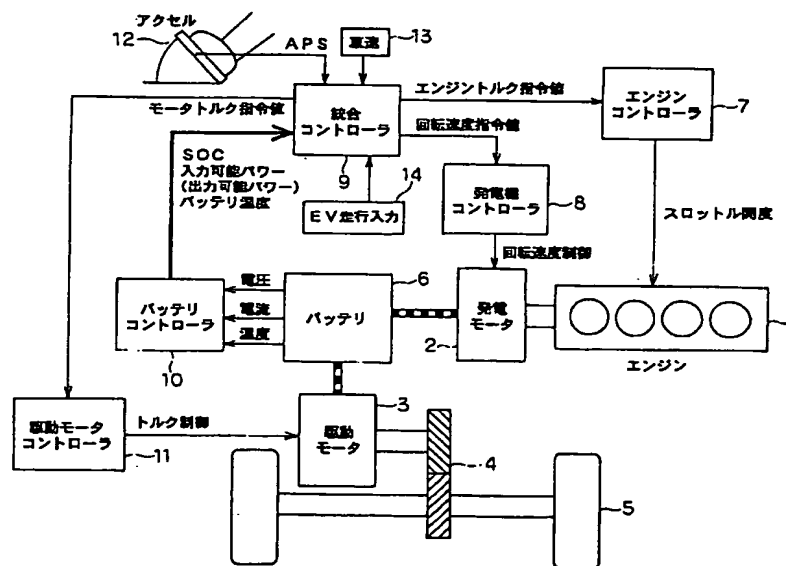 アクセル
12
APS
車速
13
モータトルク指令値
統合
コントローラ
9
エンジントルク指令値
回転速度指令値
エンジン
コントローラ
7
SOC
入力可能パワー
(出力可能パワー)
バッテリ温度
14
EV走行入力
発電機
コントローラ
8
スロットル開度
回転速度制御
バッテリ
コントローラ
10
電圧
電流
温度
6
バッテリ
発電
モータ
2
エンジン
駆動モータ
コントローラ
11
トルク制御
3
駆動
モータ
4
5